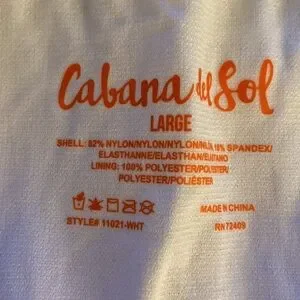 Cabana del Sol
LARGE
SHELL: 82% NYLON/NYLON/NYLON/NAILON 18% SPANDEX/
ELASTHANNE/ELASTHAN/ELASTANO
LINING: 100% POLYESTER/POLYESTER/
POLYESTER/POLIÉSTER
STYLE# 11021-WHT
MADE IN CHINA
RN72409